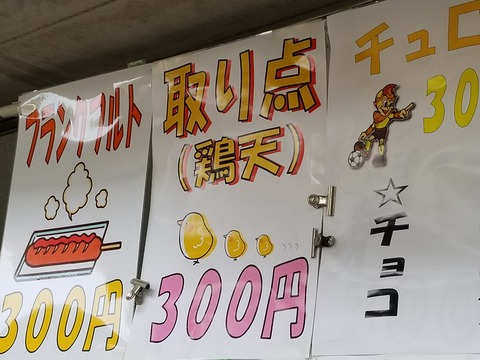 フランクフルト
300円
取り点
(鶏天)
300円
チュロ
30
☆チョコ